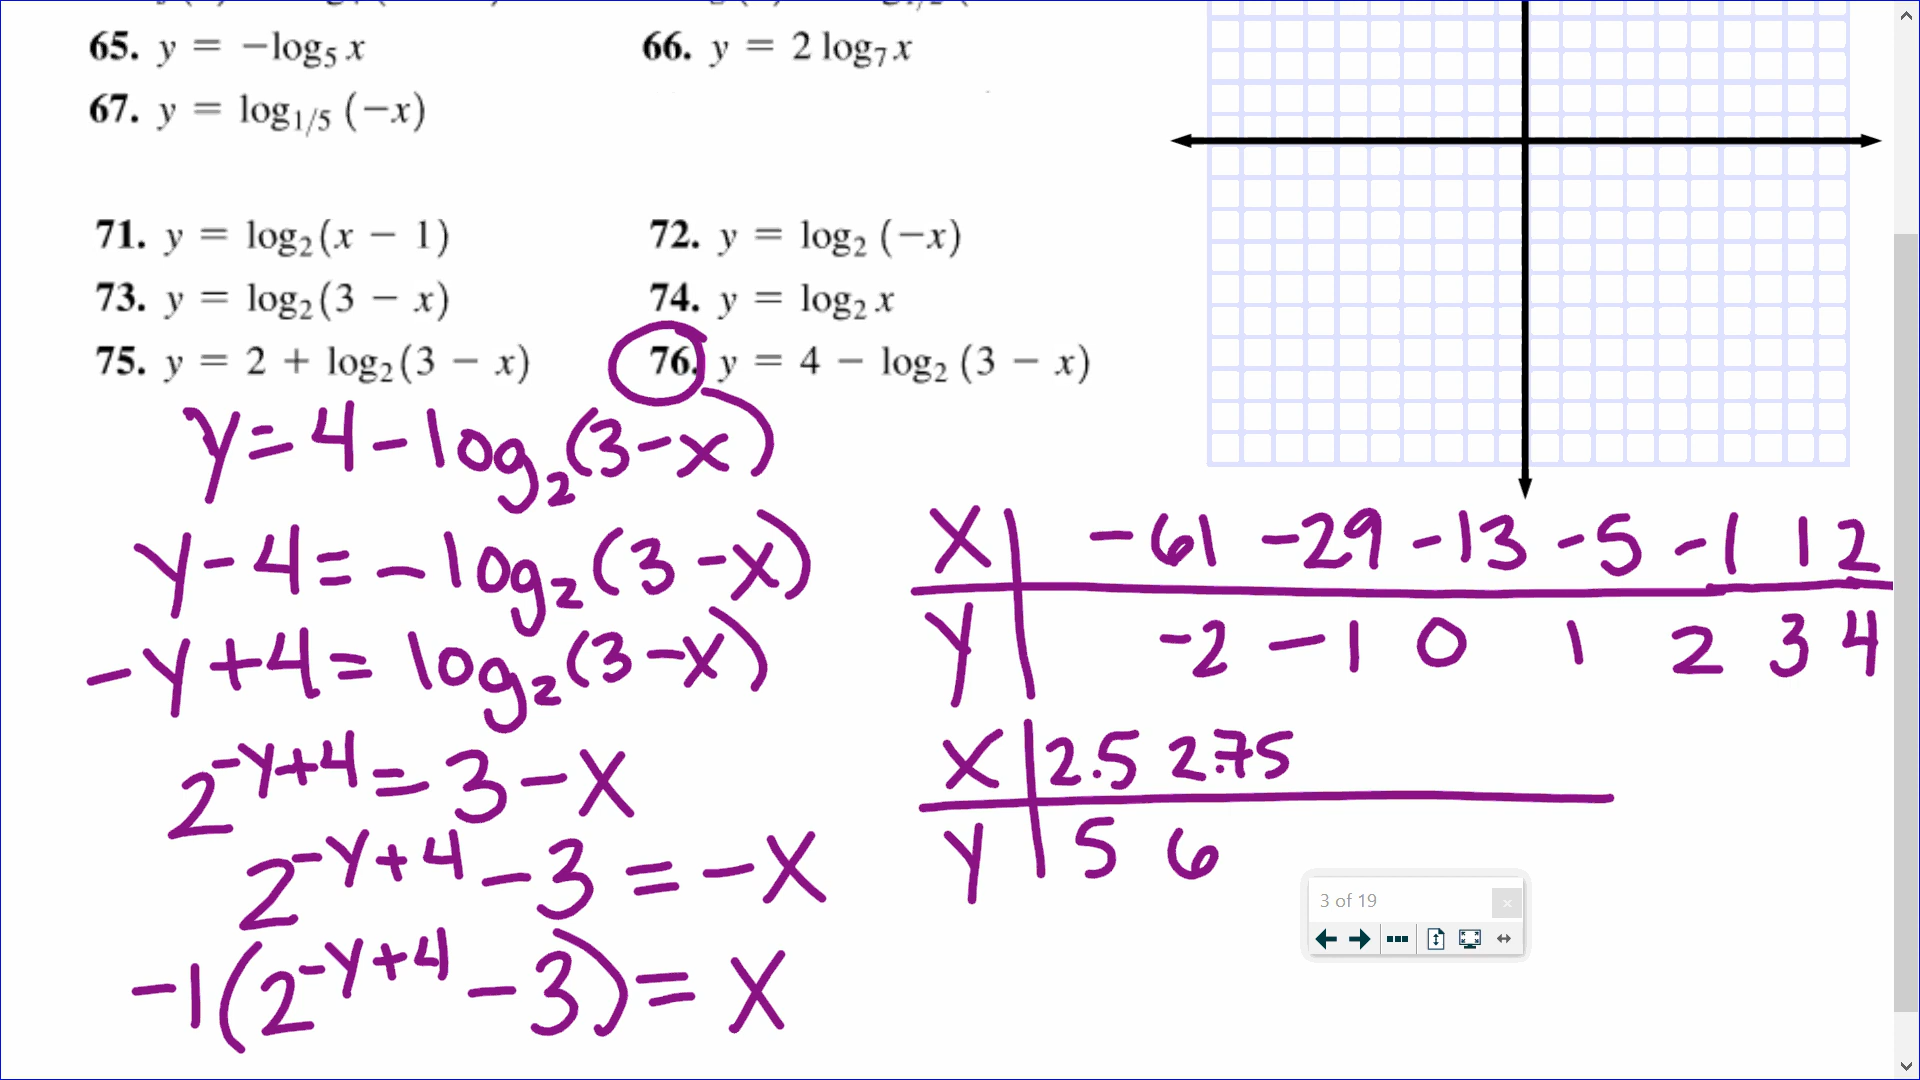 65. y = −log₅ x
66. y = 2 log₇ x
67. y = log₁/₅ (−x)
71. y = log₂(x − 1)
72. y = log₂ (−x)
73. y = log₂(3 − x)
74. y = log₂ x
75. y = 2 + log₂(3 − x)
76. y = 4 − log₂ (3 − x)
y = 4 - log₂(3 - x)
y - 4 = - log₂(3 - x)
-y + 4 = log₂(3 - x)
2^(-y+4) = 3 - x
2^(-y+4) - 3 = -x
-1(2^(-y+4) - 3) = x
x | -61 -29 -13 -5 -1 1 2
y | -2 -1 0 1 2 3 4
x | 2.5 2.75
y | 5 6
3 of 19